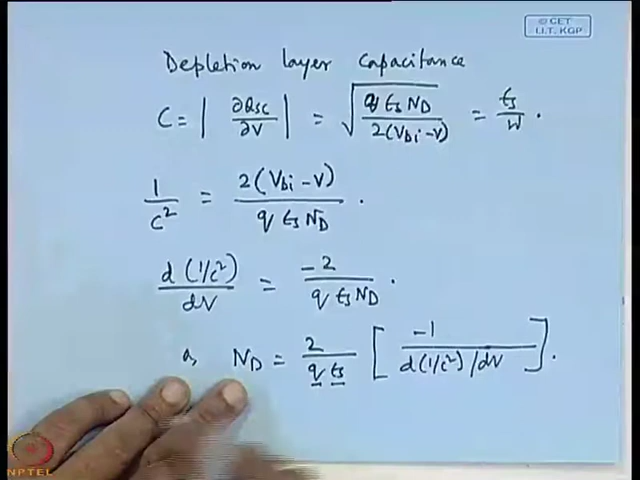 © CET
I.I.T. KGP
Depletion layer capacitance
C = | ∂Qsc/∂V | = √(q εs ND / 2(Vbi − V)) = εs/W .
1/C² = 2(Vbi − V) / q εs ND .
d(1/c²)/dV = −2 / q εs ND .
a, ND = 2/q εs [ −1 / d(1/c²)/dV ] .
NPTEL